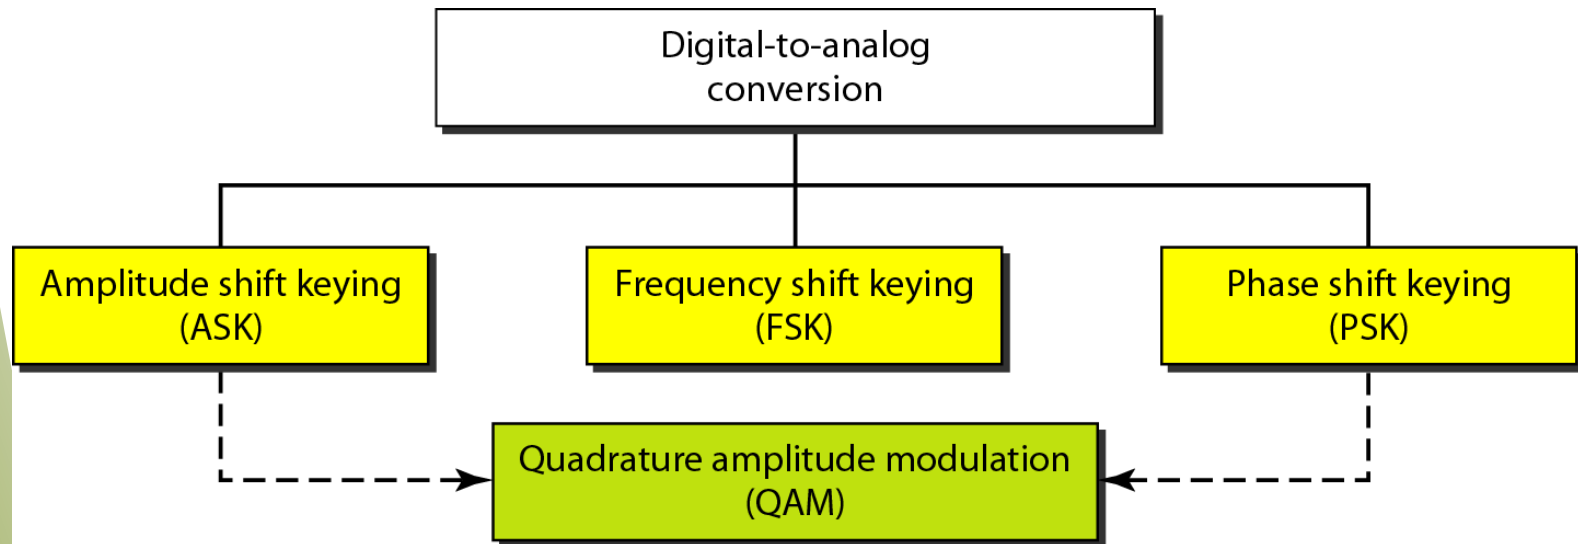 Digital-to-analog
conversion
Amplitude shift keying
(ASK)
Frequency shift keying
(FSK)
Phase shift keying
(PSK)
Quadrature amplitude modulation
(QAM)